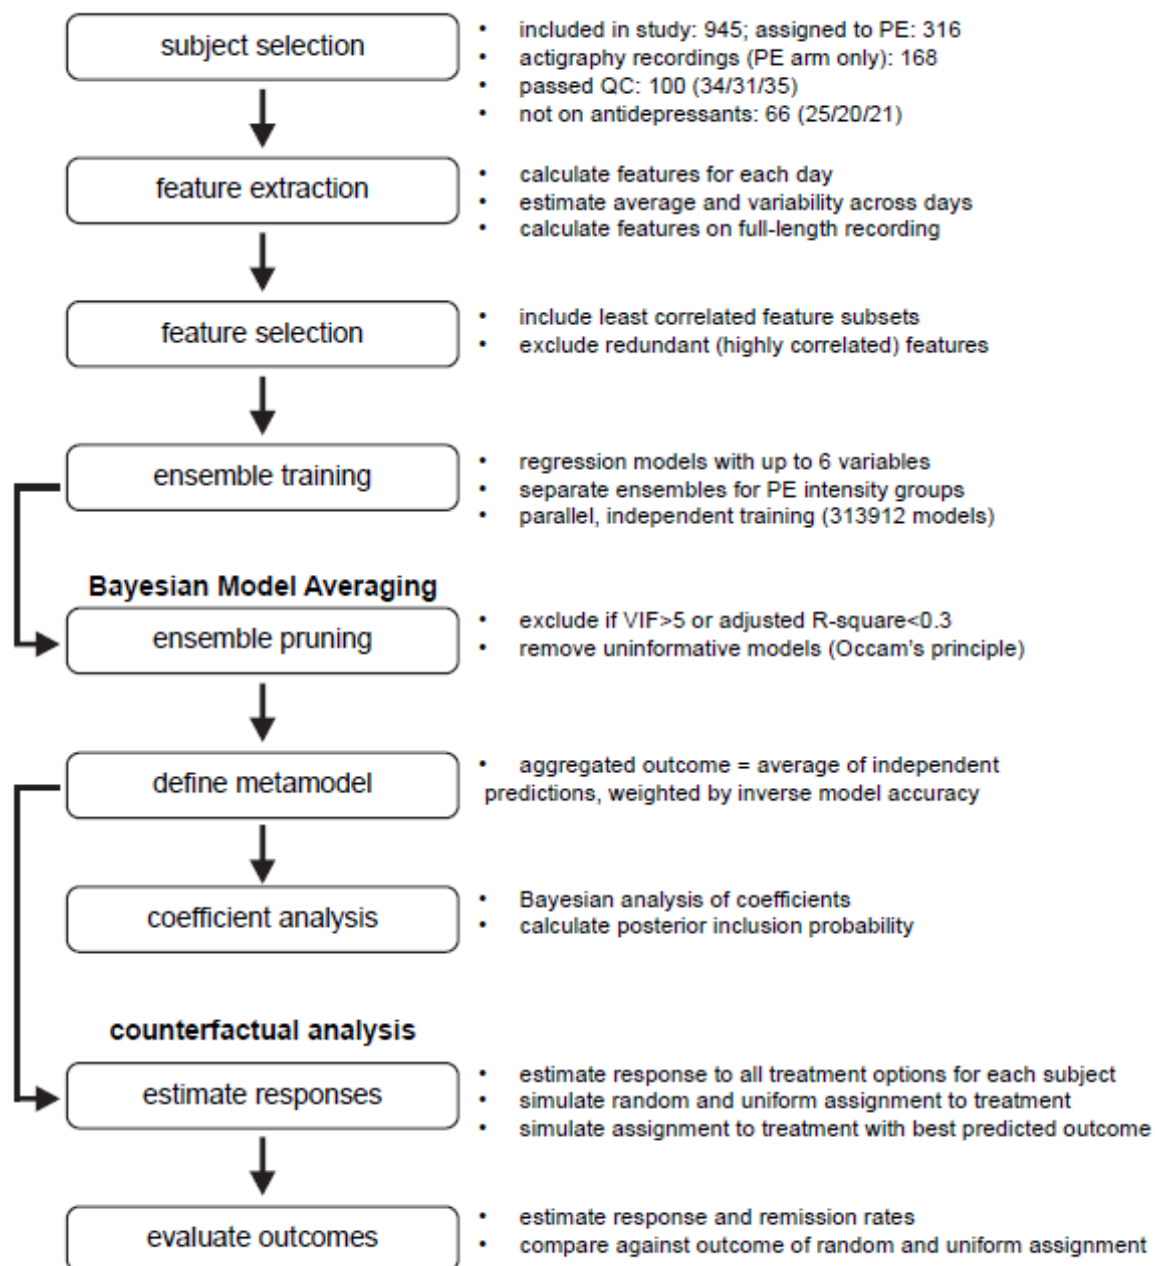 subject selection
• included in study: 945; assigned to PE: 316
• actigraphy recordings (PE arm only): 168
• passed QC: 100 (34/31/35)
• not on antidepressants: 66 (25/20/21)
feature extraction
• calculate features for each day
• estimate average and variability across days
• calculate features on full-length recording
feature selection
• include least correlated feature subsets
• exclude redundant (highly correlated) features
ensemble training
• regression models with up to 6 variables
• separate ensembles for PE intensity groups
• parallel, independent training (313912 models)
Bayesian Model Averaging
ensemble pruning
• exclude if VIF>5 or adjusted R-square<0.3
• remove uninformative models (Occam's principle)
define metamodel
• aggregated outcome = average of independent
predictions, weighted by inverse model accuracy
coefficient analysis
• Bayesian analysis of coefficients
• calculate posterior inclusion probability
counterfactual analysis
estimate responses
• estimate response to all treatment options for each subject
• simulate random and uniform assignment to treatment
• simulate assignment to treatment with best predicted outcome
evaluate outcomes
• estimate response and remission rates
• compare against outcome of random and uniform assignment